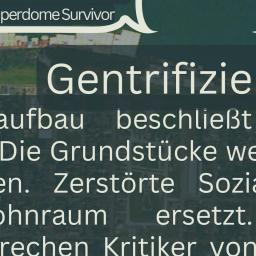 perdome Survivor
Gentrifizie
aufbau beschließt
Die Grundstücke we
en. Zerstörte Sozia
ohnraum ersetzt.
rechen Kritiker von